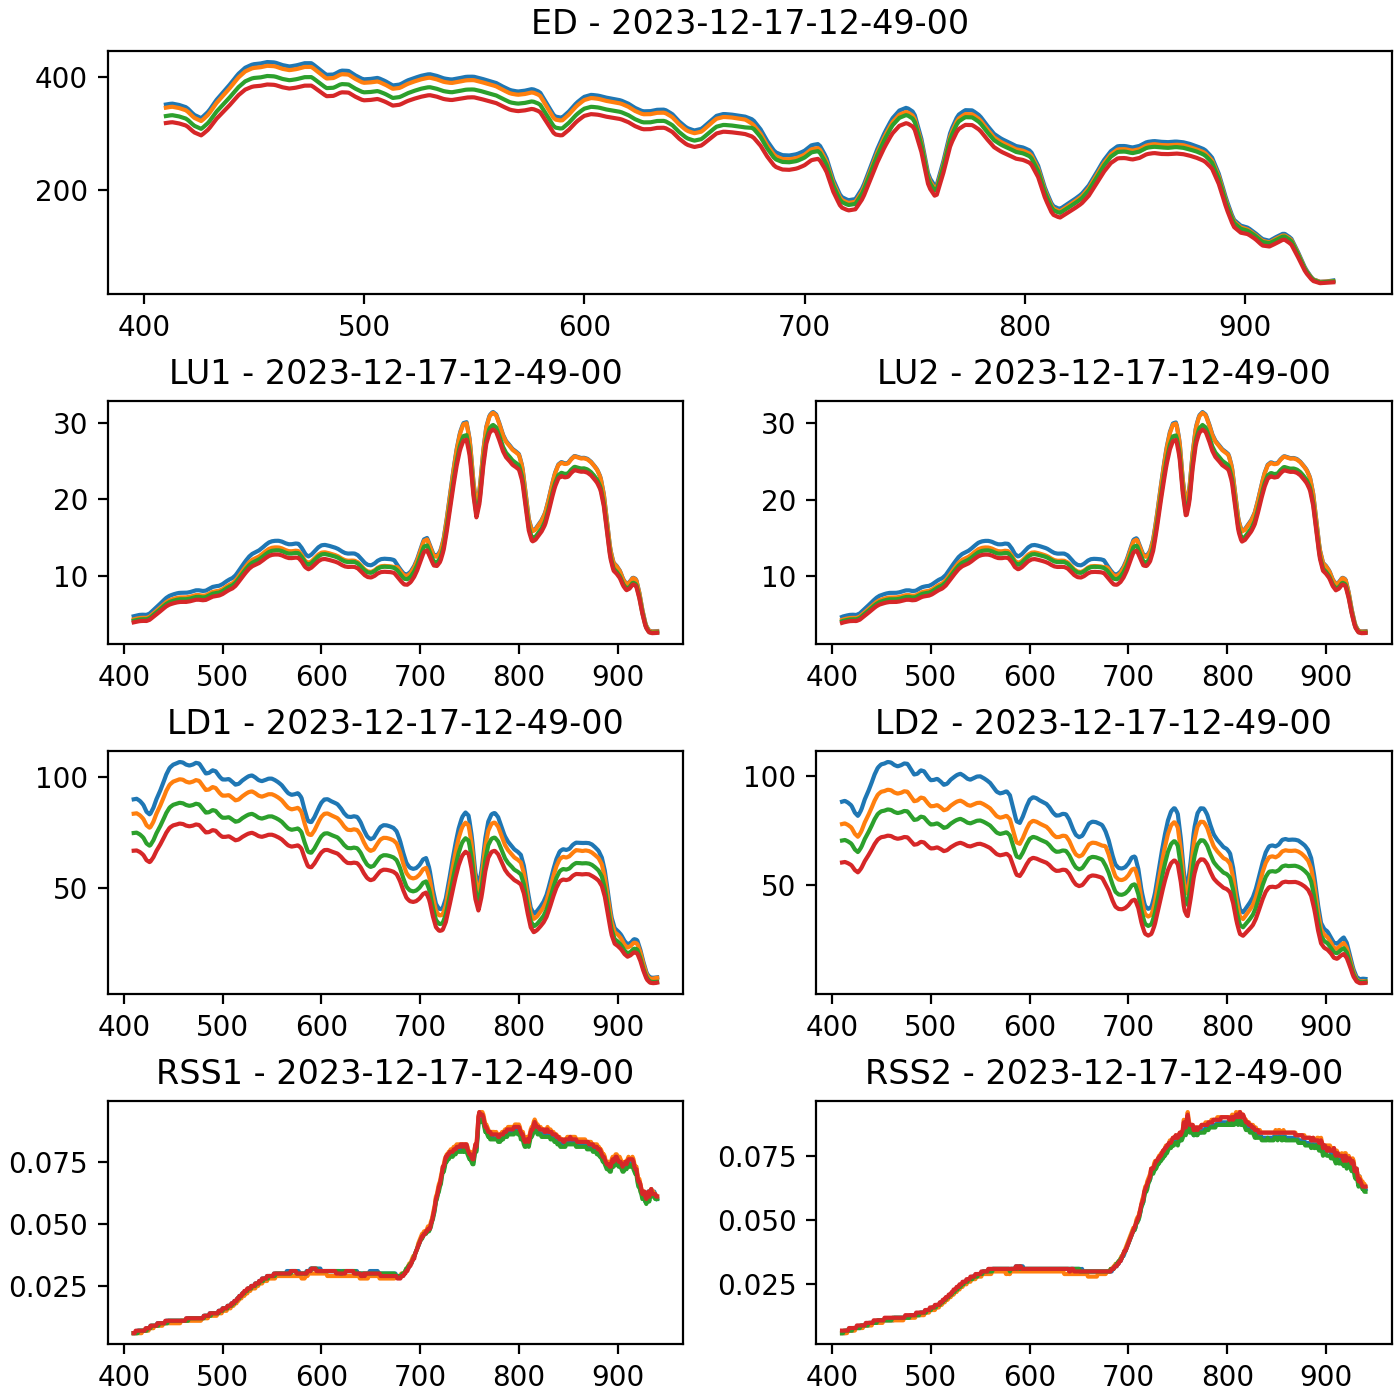 ED - 2023-12-17-12-49-00
400
200
400 500 600 700 800 900
LU1 - 2023-12-17-12-49-00
30
20
10
400 500 600 700 800 900
LU2 - 2023-12-17-12-49-00
30
20
10
400 500 600 700 800 900
LD1 - 2023-12-17-12-49-00
100
50
400 500 600 700 800 900
LD2 - 2023-12-17-12-49-00
100
50
400 500 600 700 800 900
RSS1 - 2023-12-17-12-49-00
0.075
0.050
0.025
400 500 600 700 800 900
RSS2 - 2023-12-17-12-49-00
0.075
0.050
0.025
400 500 600 700 800 900